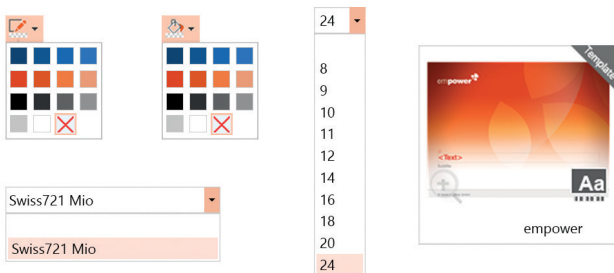 24
8
9
10
11
12
14
16
18
20
24
Swiss721 Mio
Swiss721 Mio
Template
empower
<Text>
Aa
empower